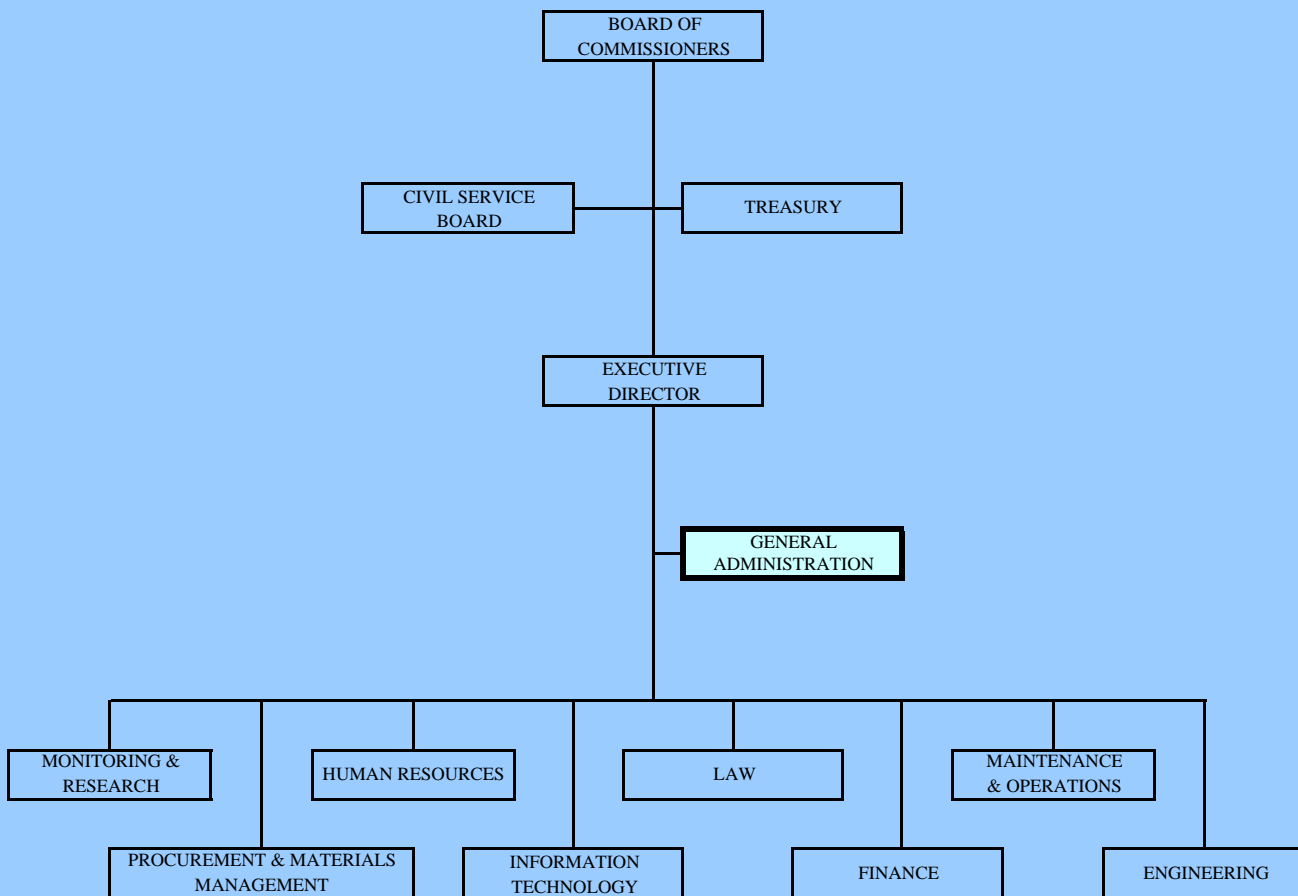 BOARD OF
COMMISSIONERS
CIVIL SERVICE
BOARD
TREASURY
EXECUTIVE
DIRECTOR
GENERAL
ADMINISTRATION
MONITORING &
RESEARCH
HUMAN RESOURCES
LAW
MAINTENANCE
& OPERATIONS
PROCUREMENT & MATERIALS
MANAGEMENT
INFORMATION
TECHNOLOGY
FINANCE
ENGINEERING